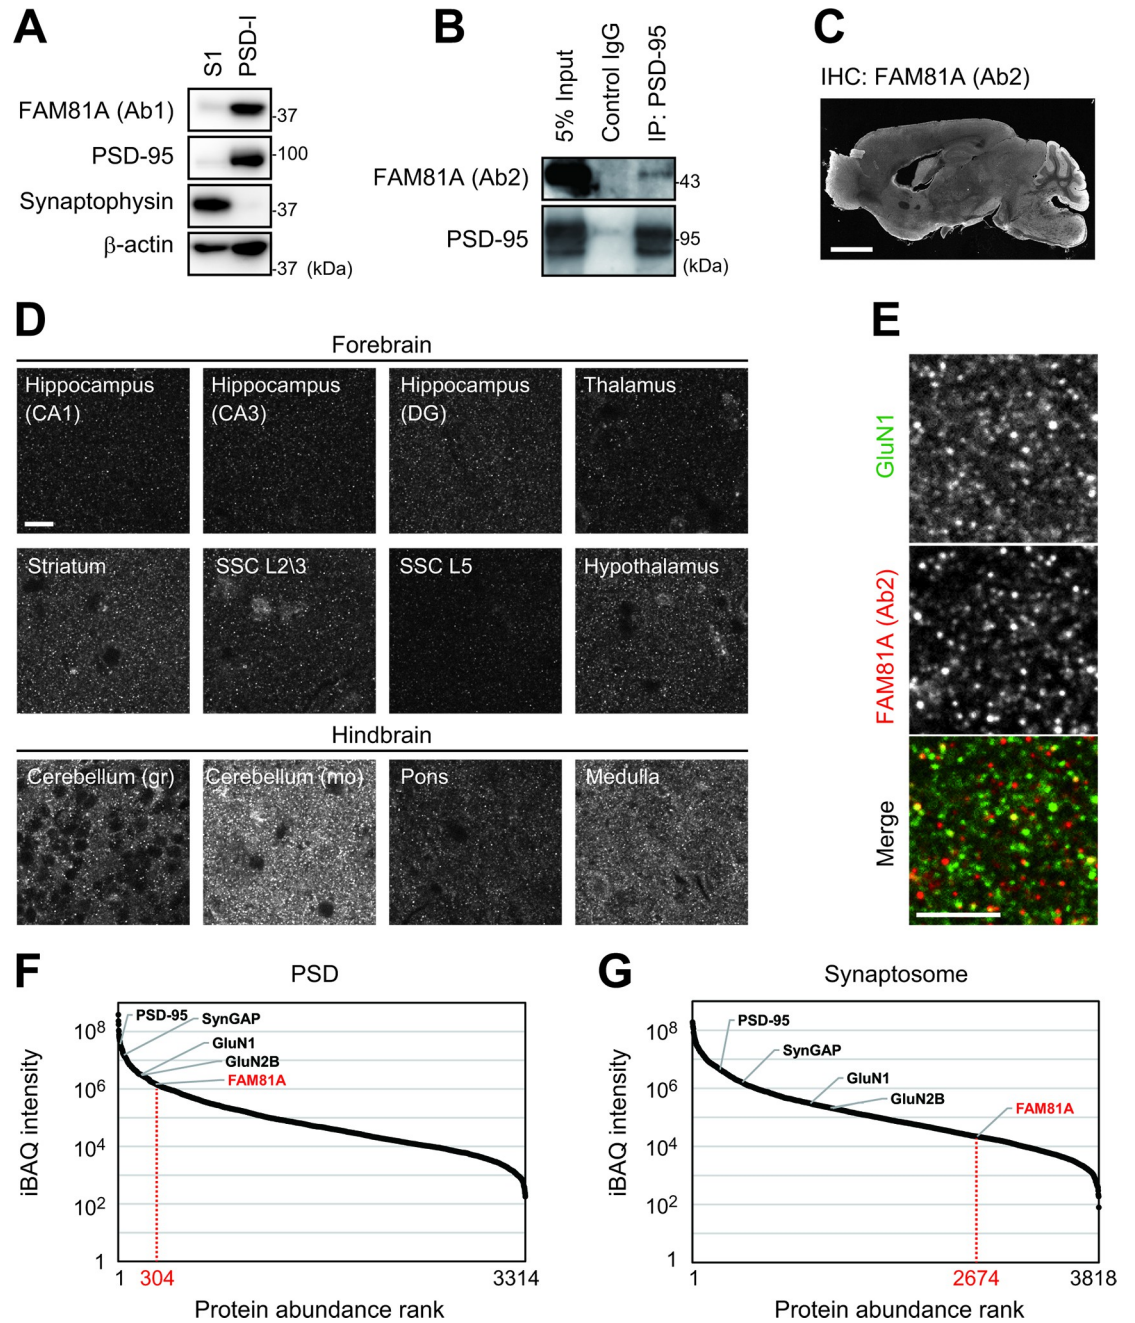 A
S1
PSD-I
FAM81A (Ab1)
-37
PSD-95
-100
Synaptophysin
-37
β-actin
-37 (kDa)
B
5% Input
Control IgG
IP: PSD-95
FAM81A (Ab2)
-43
PSD-95
-95
(kDa)
C
IHC: FAM81A (Ab2)
D
Forebrain
Hippocampus
(CA1)
Hippocampus
(CA3)
Hippocampus
(DG)
Thalamus
Striatum
SSC L2\3
SSC L5
Hypothalamus
Hindbrain
Cerebellum (gr)
Cerebellum (mo)
Pons
Medulla
E
GluN1
FAM81A (Ab2)
Merge
F
PSD
iBAQ intensity
10⁸
10⁶
10⁴
10²
1
PSD-95
SynGAP
GluN1
GluN2B
FAM81A
1
304
3314
Protein abundance rank
G
Synaptosome
iBAQ intensity
10⁸
10⁶
10⁴
10²
1
PSD-95
SynGAP
GluN1
GluN2B
FAM81A
1
2674
3818
Protein abundance rank